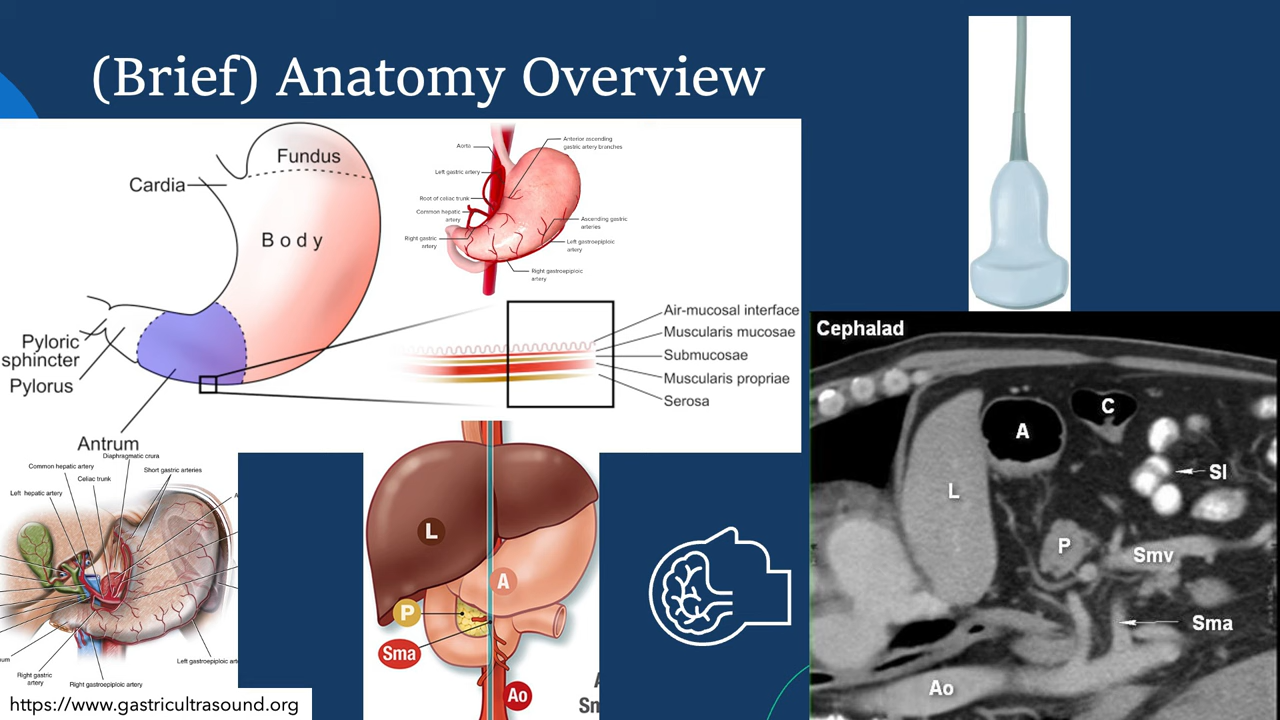 (Brief) Anatomy Overview
Fundus
Cardia
Body
Pyloric
sphincter
Pylorus
Antrum
Aorta
Left gastric artery
Root of celiac trunk
Common hepatic
artery
Right gastric
artery
Anterior ascending
gastric artery branches
Ascending gastric
arteries
Left gastroepiploic
artery
Right gastroepiploic
artery
Air-mucosal interface
Muscularis mucosae
Submucosae
Muscularis propriae
Serosa
Diaphragmatic crura
Common hepatic artery
Short gastric arteries
Celiac trunk
Left hepatic artery
Right gastric
artery
Left gastroepiploic
Right gastroepiploic artery
L
A
P
Sma
Ao
Cephalad
A
C
SI
L
P
Smv
Sma
Ao
https://www.gastricultrasound.org